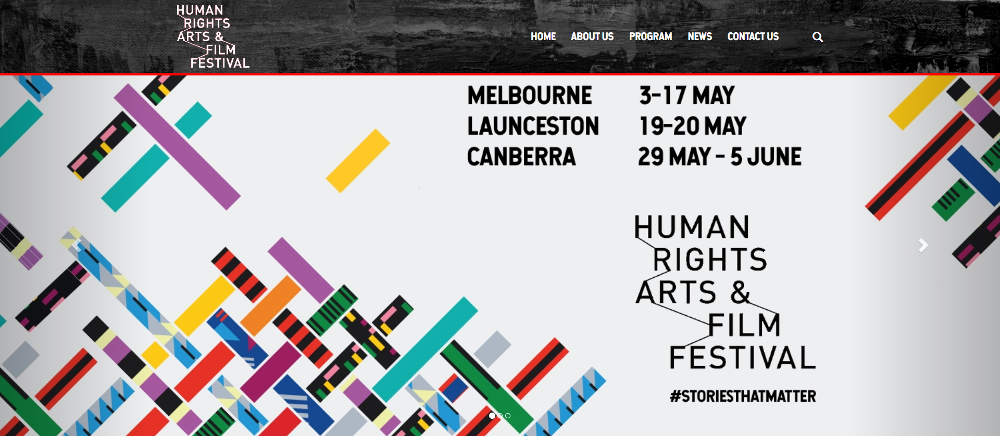 HUMAN
RIGHTS
ARTS &
FILM
FESTIVAL
HOME ABOUT US PROGRAM NEWS CONTACT US
MELBOURNE 3-17 MAY
LAUNCESTON 19-20 MAY
CANBERRA 29 MAY - 5 JUNE
HUMAN
RIGHTS
ARTS &
FILM
FESTIVAL
#STORIESTHATMATTER